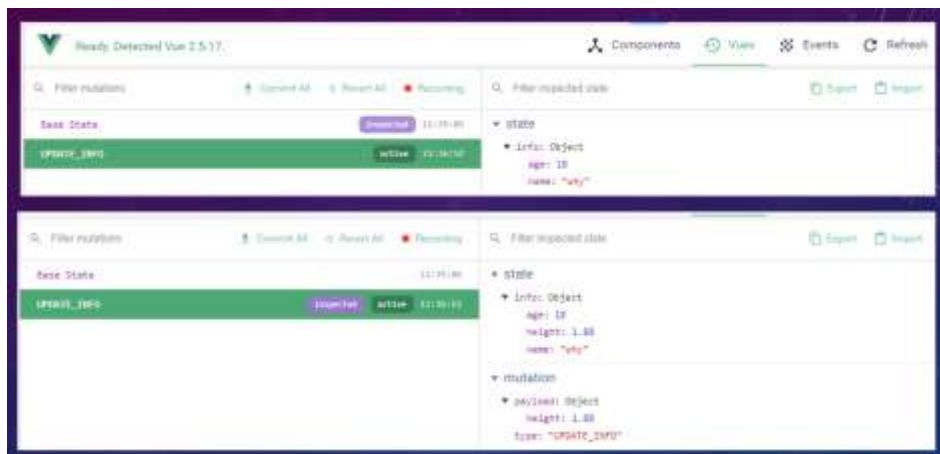 Ready. Detected Vue 2.5.17.
Components
Vuex
Events
Refresh
Filter mutations
Commit All
Revert All
Recording
Filter inspected state
Export
Import
Base State
inspected
UPDATE_INFO
active
state
info: Object
age: 18
name: "why"
Filter mutations
Commit All
Revert All
Recording
Filter inspected state
Export
Import
Base State
UPDATE_INFO
inspected
active
state
info: Object
age: 18
height: 1.88
name: "why"
mutation
payload: Object
height: 1.88
type: "UPDATE_INFO"